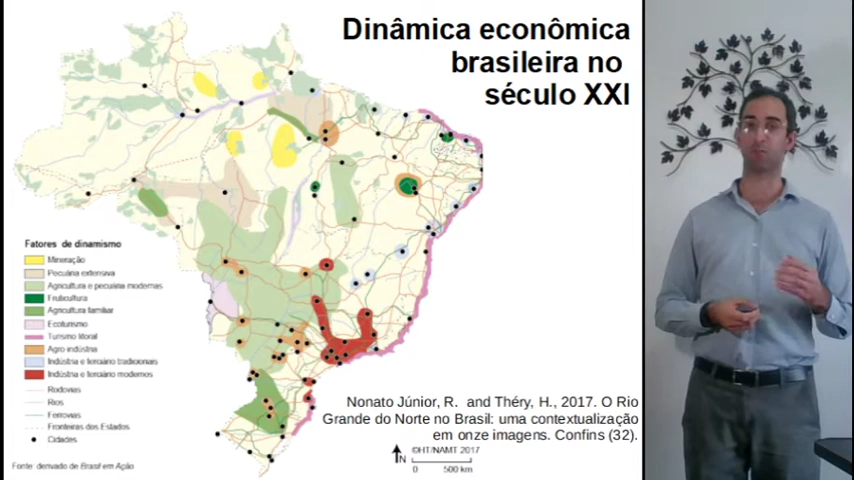 Dinâmica econômica
brasileira no
século XXI
Fatores de dinamismo
Mineração
Pecuária extensiva
Agricultura e pecuária modernas
Fruticultura
Agricultura familiar
Ecoturismo
Turismo litoral
Agro indústria
Indústria e terciário tradicionais
Indústria e terciário modernos
Rodovias
Rios
Ferrovias
Fronteiras dos Estados
Cidades
Fonte derivado de Brasil em Ação
Nonato Júnior, R. and Théry, H., 2017. O Rio
Grande do Norte no Brasil: uma contextualização
em onze imagens. Confins (32).
©HT/NAMT 2017
N
0 500 km